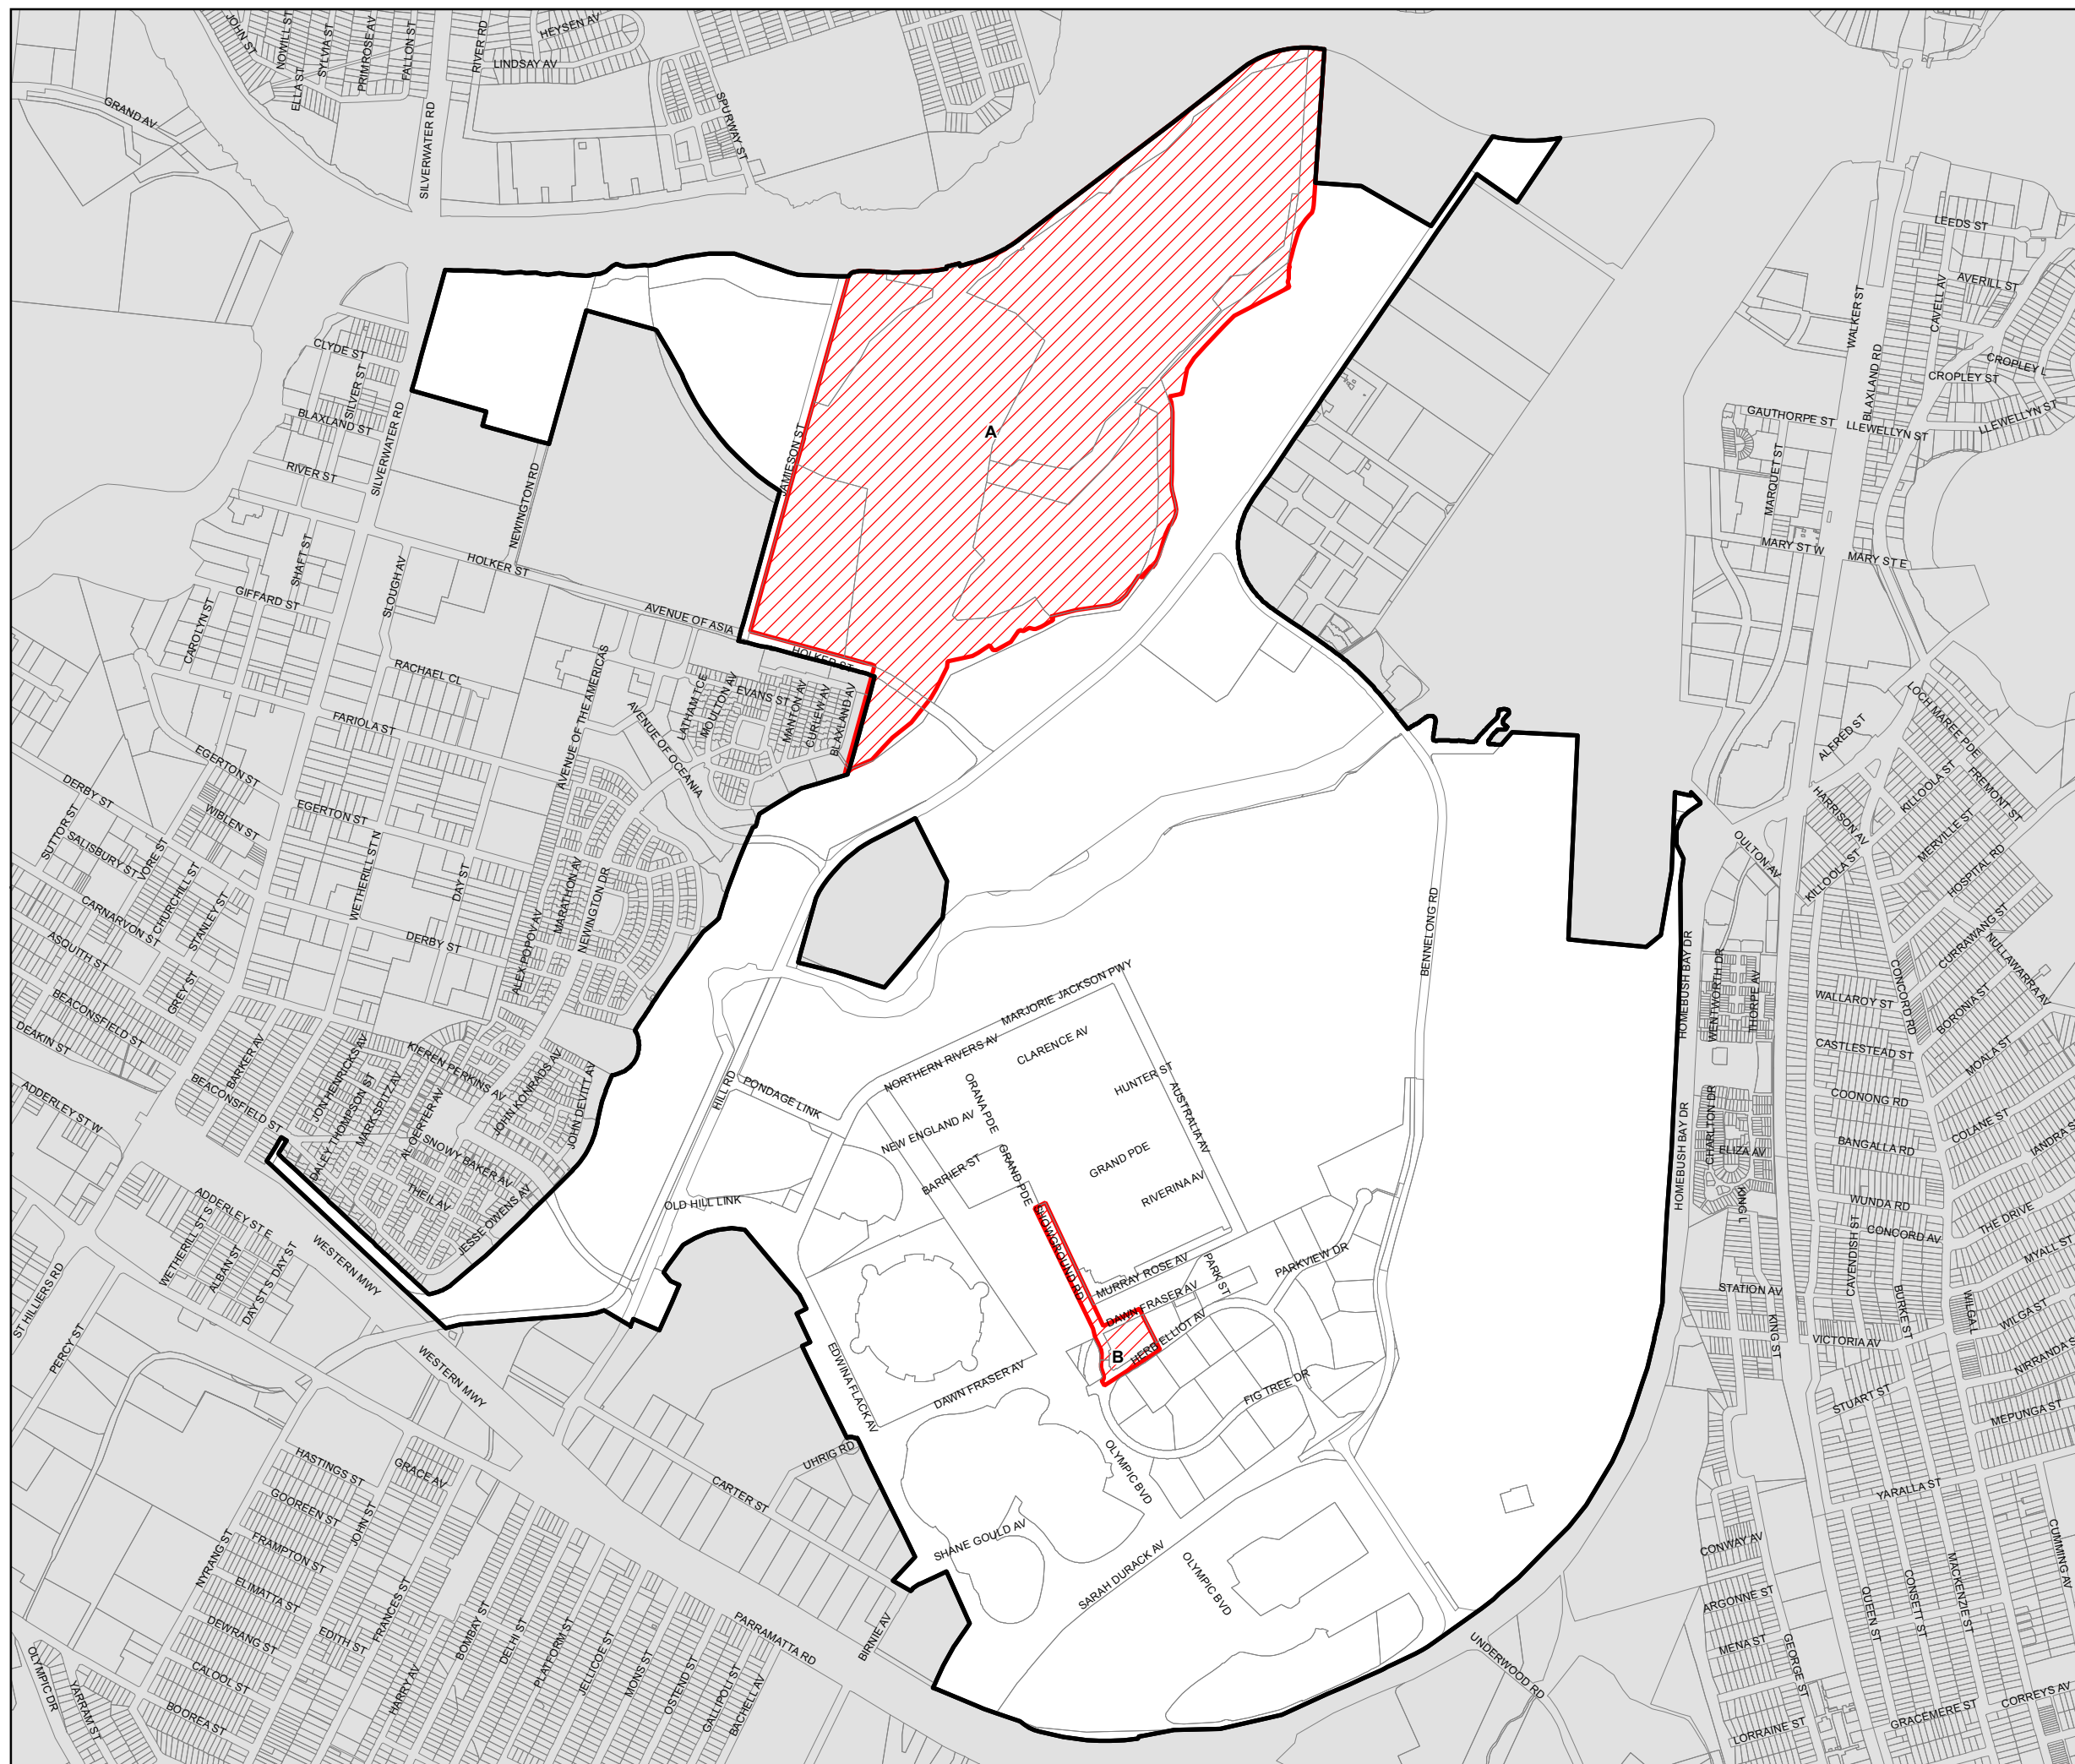 JOHN ST
NOWILL ST
ELLA ST
SYLVIA ST
PRIMROSE AV
FALLON ST
RIVER RD
HEYSEN AV
LINDSAY AV
GRAND AV
SILVERWATER RD
SPURWAY ST
LEEDS ST
AVERILL ST
WALKER ST
CAVELL AV
BLAXLAND RD
CROPLEY L
CROPLEY ST
LLEWELLYN ST
LLEWELLYN ST
GAUTHORPE ST
MARQUET ST
MARY ST W
MARY ST E
CLYDE ST
SILVER ST
BLAXLAND ST
SILVERWATER RD
RIVER ST
NEWINGTON RD
JAMIESON ST
A
HOLKER ST
SHAFT ST
SLOUGH AV
GIFFARD ST
CAROLYN ST
AVENUE OF ASIA
HOLKER ST
RACHAEL CL
AVENUE OF THE AMERICAS
LATHAM TCE
MOULTON AV
EVANS ST
MANTON AV
CURLEW AV
BLAXLAND AV
AVENUE OF OCEANIA
FARIOLA ST
EGERTON ST
DERBY ST
SUTTOR ST
SALISBURY ST
VORE ST
WIBLEN ST
EGERTON ST
WETHERILL ST N
DAY ST
CHURCHILL ST
STANLEY ST
CARNARVON ST
ASQUITH ST
GREY ST
DERBY ST
MARATHON AV
NEWINGTON DR
ALEX POPOV AV
BEACONSFIELD ST
DEAKIN ST
BARKER AV
BEACONSFIELD ST
ADDERLEY ST W
JON HENRICKS AV
DALEY THOMPSON ST
MARK SPITZ AV
KIEREN PERKINS AV
AL OERTER AV
SNOWY BAKER AV
JOHN KONRADS AV
JOHN DEVITT AV
THEIL AV
JESSE OWENS AV
LOCH MAREE PDE
ALFRED ST
FREMONT ST
KILLOOLA ST
HARRISON AV
MERVILLE ST
HOSPITAL RD
OULTON AV
KILLOOLA ST
CURRAWANG ST
NULLAWARRA AV
CONCORD RD
BORONIA ST
WALLAROY ST
MOALA ST
CASTLESTEAD ST
WENTWORTH DR
THORPE AV
HOMEBUSH BAY DR
BENNELONG RD
COONONG RD
COLANE ST
IANDRA ST
BANGALLA RD
CHARLTON DR
ELIZA AV
HOMEBUSH BAY DR
KING L
WUNDA RD
CONCORD AV
THE DRIVE
MYALL ST
CAVENDISH ST
STATION AV
KING ST
BURKE ST
VICTORIA AV
WILGA L
WILGA ST
NIRRANDA S
STUART ST
MEPUNGA ST
YARALLA ST
CONWAY AV
ARGONNE ST
MENA ST
GEORGE ST
QUEEN ST
CONSETT ST
MACKENZIE ST
CUMMING AV
LORRAINE ST
GRACEMERE ST
CORREYS AV
UNDERWOOD RD
MARJORIE JACKSON PWY
NORTHERN RIVERS AV
CLARENCE AV
HUNTER ST
AUSTRALIA AV
ORANA PDE
NEW ENGLAND AV
GRAND PDE
GRAND PDE
BARRIER ST
RIVERINA AV
HILL RD
PONDAGE LINK
OLD HILL LINK
SHOWGROUND RD
MURRAY ROSE AV
PARK ST
PARKVIEW DR
DAWN FRASER AV
HERB ELLIOT AV
B
FIG TREE DR
DAWN FRASER AV
EDWIN FLACK AV
OLYMPIC BVD
UHRIG RD
CARTER ST
SHANE GOULD AV
SARAH DURACK AV
OLYMPIC BVD
BIRNIE AV
PARRAMATTA RD
WETHERILL ST S
ADDERLEY ST E
ALBAN ST
DAY ST S
DAY ST
WESTERN MWY
WESTERN MWY
ST HILLIERS RD
PERCY ST
HASTINGS ST
GRACE AV
GOOREEN ST
JOHN ST
FRAMPTON ST
NYRANG ST
ELIMATTA ST
DEWRANG ST
EDITH ST
FRANCES ST
CALOOL ST
BOOREA ST
HARRY AV
OLYMPIC DR
YARRAM ST
BOMBAY ST
DELHI ST
PLATFORM ST
JELLICOE ST
MONS ST
OSTEND ST
GALLIPOLI ST
BACHELL AV